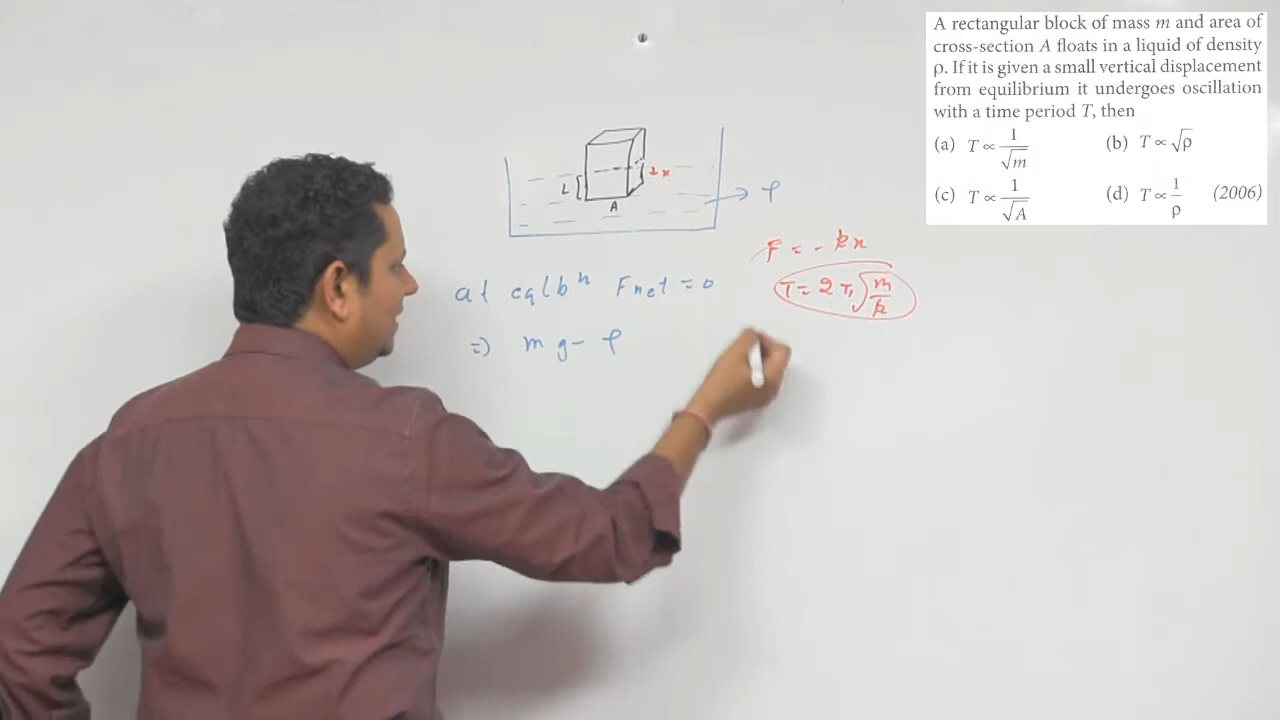 A rectangular block of mass m and area of
cross-section A floats in a liquid of density
ρ. If it is given a small vertical displacement
from equilibrium it undergoes oscillation
with a time period T, then
(a) T ∝ 1/√m (b) T ∝ √ρ
(c) T ∝ 1/√A (d) T ∝ 1/ρ (2006)
L
x
A
ρ
F = - kx
T = 2π√m/k
at eqlbn Fnet = 0
⇒ mg - ρ